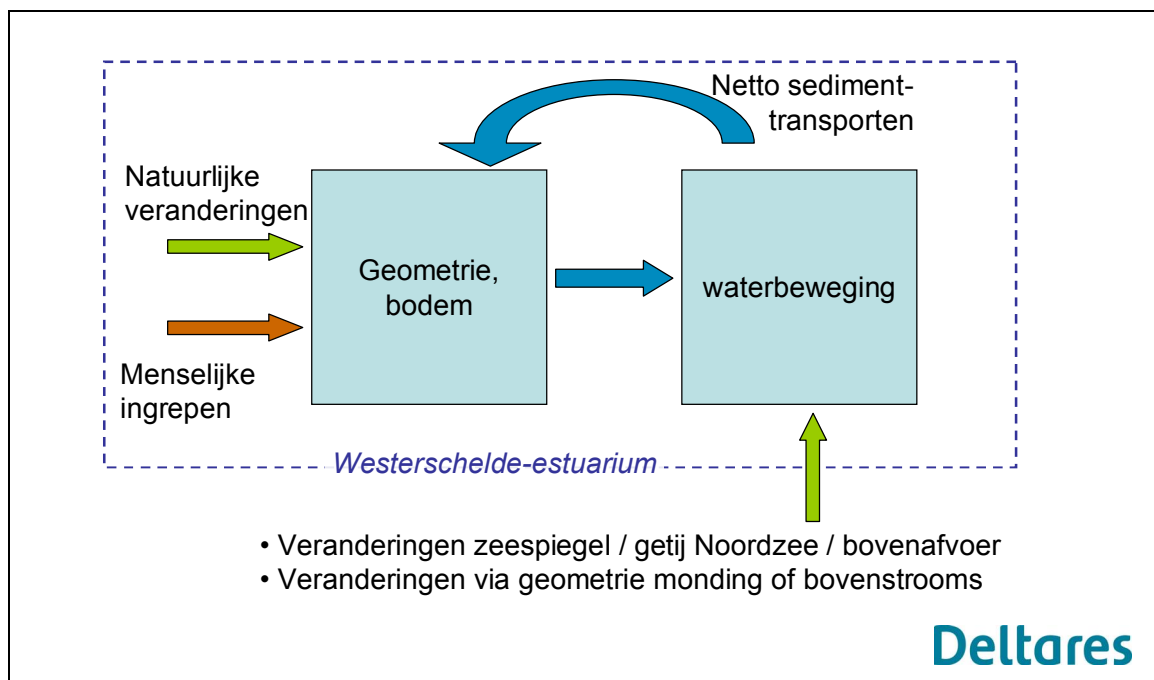 Netto sediment-
transporten
Natuurlijke
veranderingen
Geometrie,
bodem
waterbeweging
Menselijke
ingrepen
Westerschelde-estuarium
• Veranderingen zeespiegel / getij Noordzee / bovenafvoer
• Veranderingen via geometrie monding of bovenstrooms
Deltares